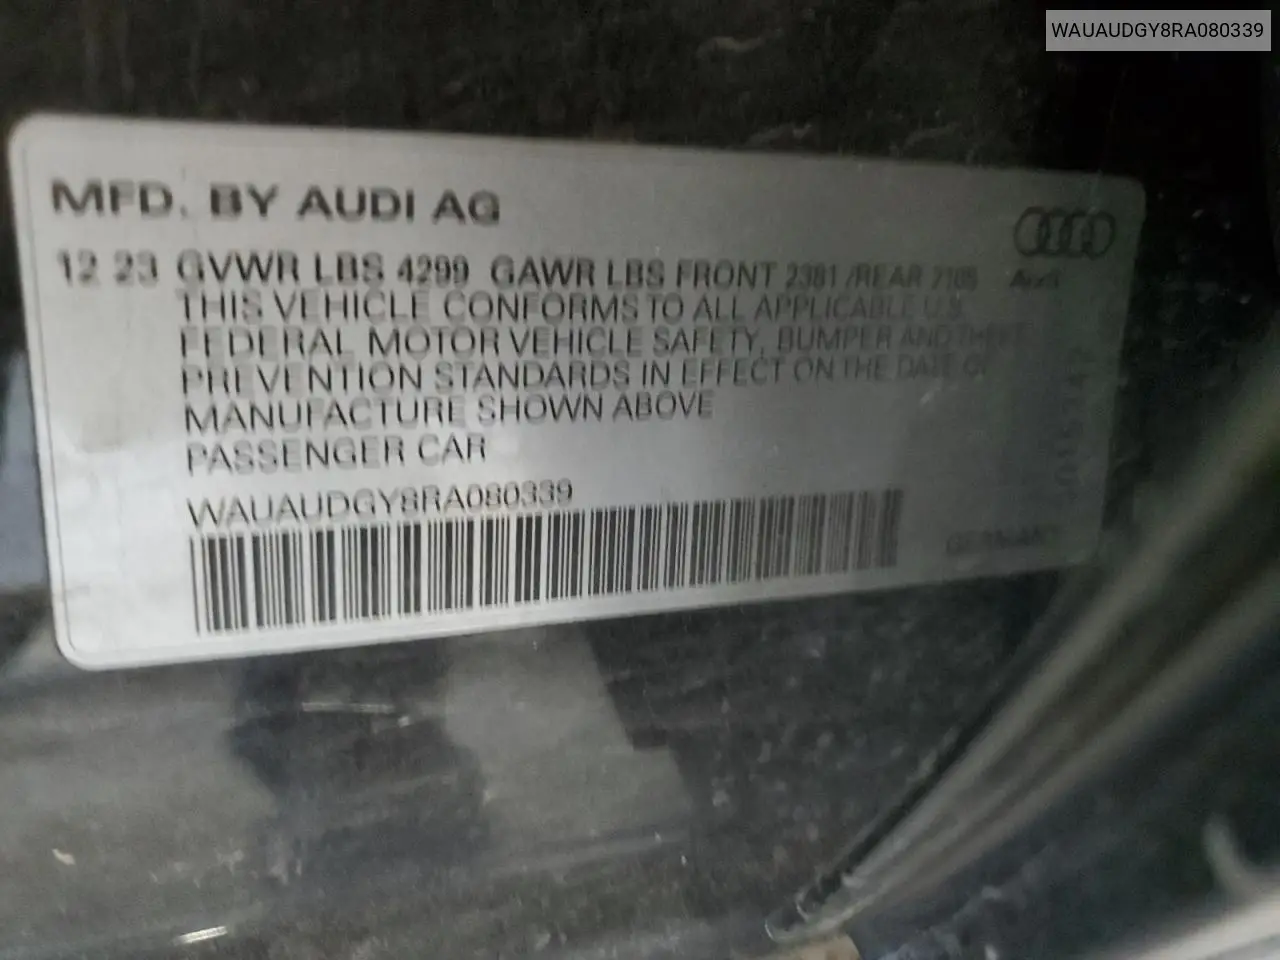 WAUAUDGY8RA080339
MFD. BY AUDI AG
12 23 GVWR LBS 4299 GAWR LBS FRONT 2381 /REAR 2105
Audi
THIS VEHICLE CONFORMS TO ALL APPLICABLE U.S.
FEDERAL MOTOR VEHICLE SAFETY, BUMPER AND THEFT
PREVENTION STANDARDS IN EFFECT ON THE DATE OF
MANUFACTURE SHOWN ABOVE
PASSENGER CAR
WAUAUDGY8RA080339
GERMANY